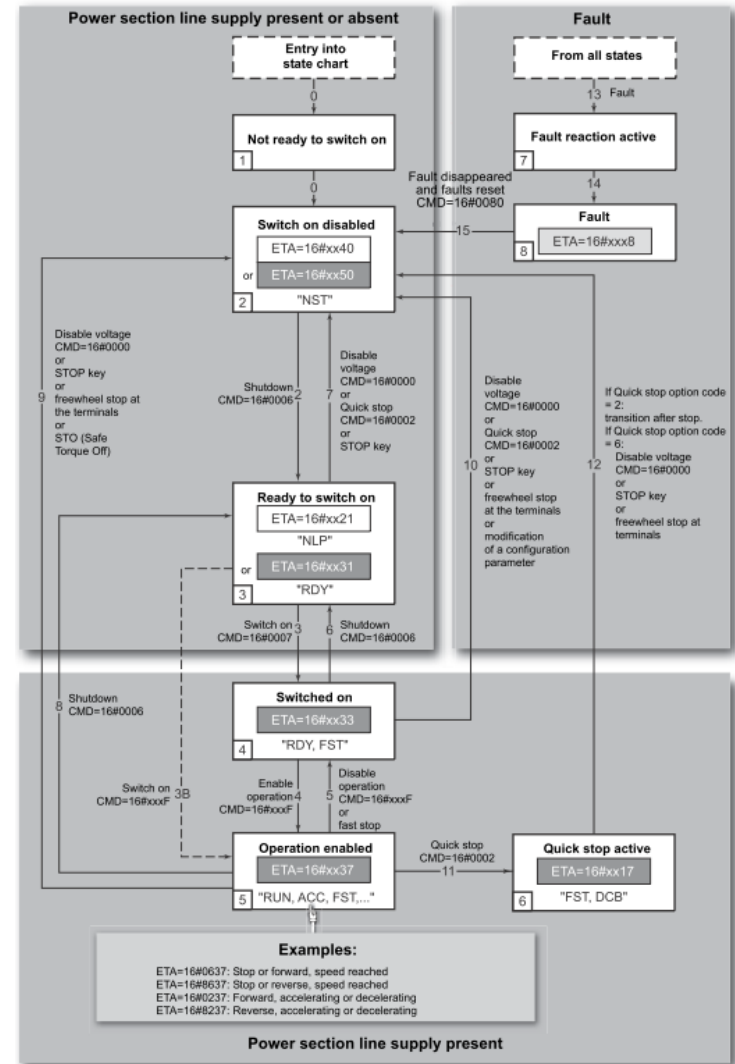 Power section line supply present or absent
Entry into
state chart
0
Not ready to switch on
1
0
Switch on disabled
ETA=16#xx40
or
ETA=16#xx50
2
"NST"
Fault
From all states
13 Fault
Fault reaction active
7
14
Fault
ETA=16#xxx8
8
Fault disappeared
and faults reset
CMD=16#0080
15
9
Disable voltage
CMD=16#0000
or
STOP key
or
freewheel stop at
the terminals
or
STO (Safe
Torque Off)
Shutdown
CMD=16#0006
2
7
Disable
voltage
CMD=16#0000
or
Quick stop
CMD=16#0002
or
STOP key
10
Disable
voltage
CMD=16#0000
or
Quick stop
CMD=16#0002
or
STOP key
or
freewheel stop
at the terminals
or
modification
of a configuration
parameter
12
If Quick stop option code
= 2:
transition after stop.
If Quick stop option code
= 6:
Disable voltage
CMD=16#0000
or
STOP key
or
freewheel stop at
terminals
Ready to switch on
ETA=16#xx21
"NLP"
or
ETA=16#xx31
3
"RDY"
Switch on
CMD=16#0007
3
6
Shutdown
CMD=16#0006
8
Shutdown
CMD=16#0006
Switched on
ETA=16#xx33
4
"RDY, FST"
Switch on
CMD=16#xxxF
3B
Enable
operation
CMD=16#xxxF
4
5
Disable
operation
CMD=16#xxxF
or
fast stop
Operation enabled
ETA=16#xx37
5
"RUN, ACC, FST,..."
Quick stop
CMD=16#0002
11
Quick stop active
ETA=16#xx17
6
"FST, DCB"
Examples:
ETA=16#0637: Stop or forward, speed reached
ETA=16#8637: Stop or reverse, speed reached
ETA=16#0237: Forward, accelerating or decelerating
ETA=16#8237: Reverse, accelerating or decelerating
Power section line supply present